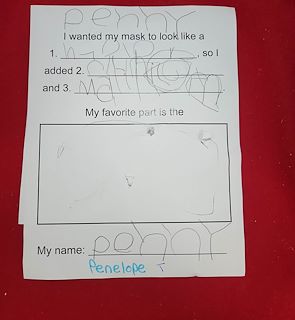 penny
I wanted my mask to look like a
1. , so I
added 2.
and 3. .
My favorite part is the
My name: penny
Penelope T